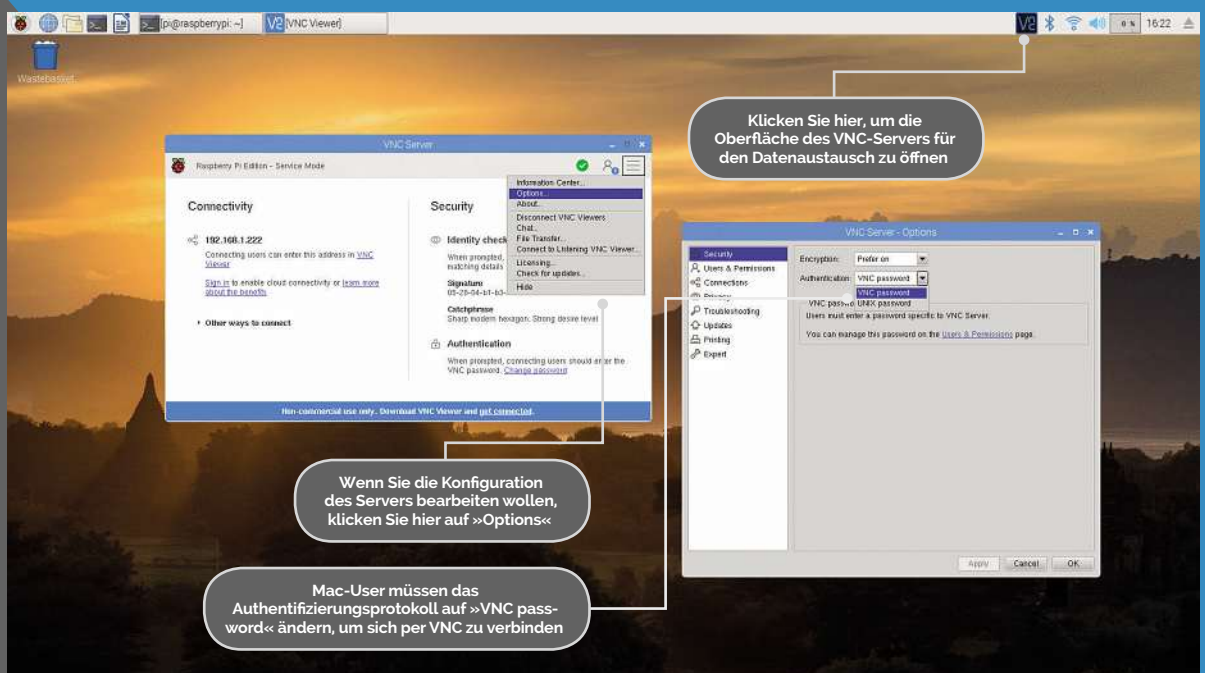 [pi@raspberrypi: ~]
[VNC Viewer]
0 %
16:22
Wastebasket
Klicken Sie hier, um die
Oberfläche des VNC-Servers für
den Datenaustausch zu öffnen
VNC Server
Raspberry Pi Edition - Service Mode
Information Center...
Options...
About...
Disconnect VNC Viewers
Chat...
File Transfer...
Connect to Listening VNC Viewer...
Licensing...
Check for updates...
Hide
Connectivity
192.168.1.222
Connecting users can enter this address in VNC
Viewer
Sign in to enable cloud connectivity or learn more
about the benefits
Other ways to connect
Security
Identity check
When prompted,
matching details
Signature
Catchphrase
Sharp modern hexagon. Strong desire level
Authentication
When prompted, connecting users should enter the
VNC password. Change password
Non-commercial use only. Download VNC Viewer and get connected.
VNC Server - Options
Security
Users & Permissions
Connections
Privacy
Troubleshooting
Updates
Printing
Expert
Encryption: Prefer on
Authentication: VNC password
VNC password
UNIX password
VNC passwo
Users must enter a password specific to VNC Server.
You can manage this password on the Users & Permissions page.
Apply
Cancel
OK
Wenn Sie die Konfiguration
des Servers bearbeiten wollen,
klicken Sie hier auf »Options«
Mac-User müssen das
Authentifizierungsprotokoll auf »VNC pass-
word« ändern, um sich per VNC zu verbinden